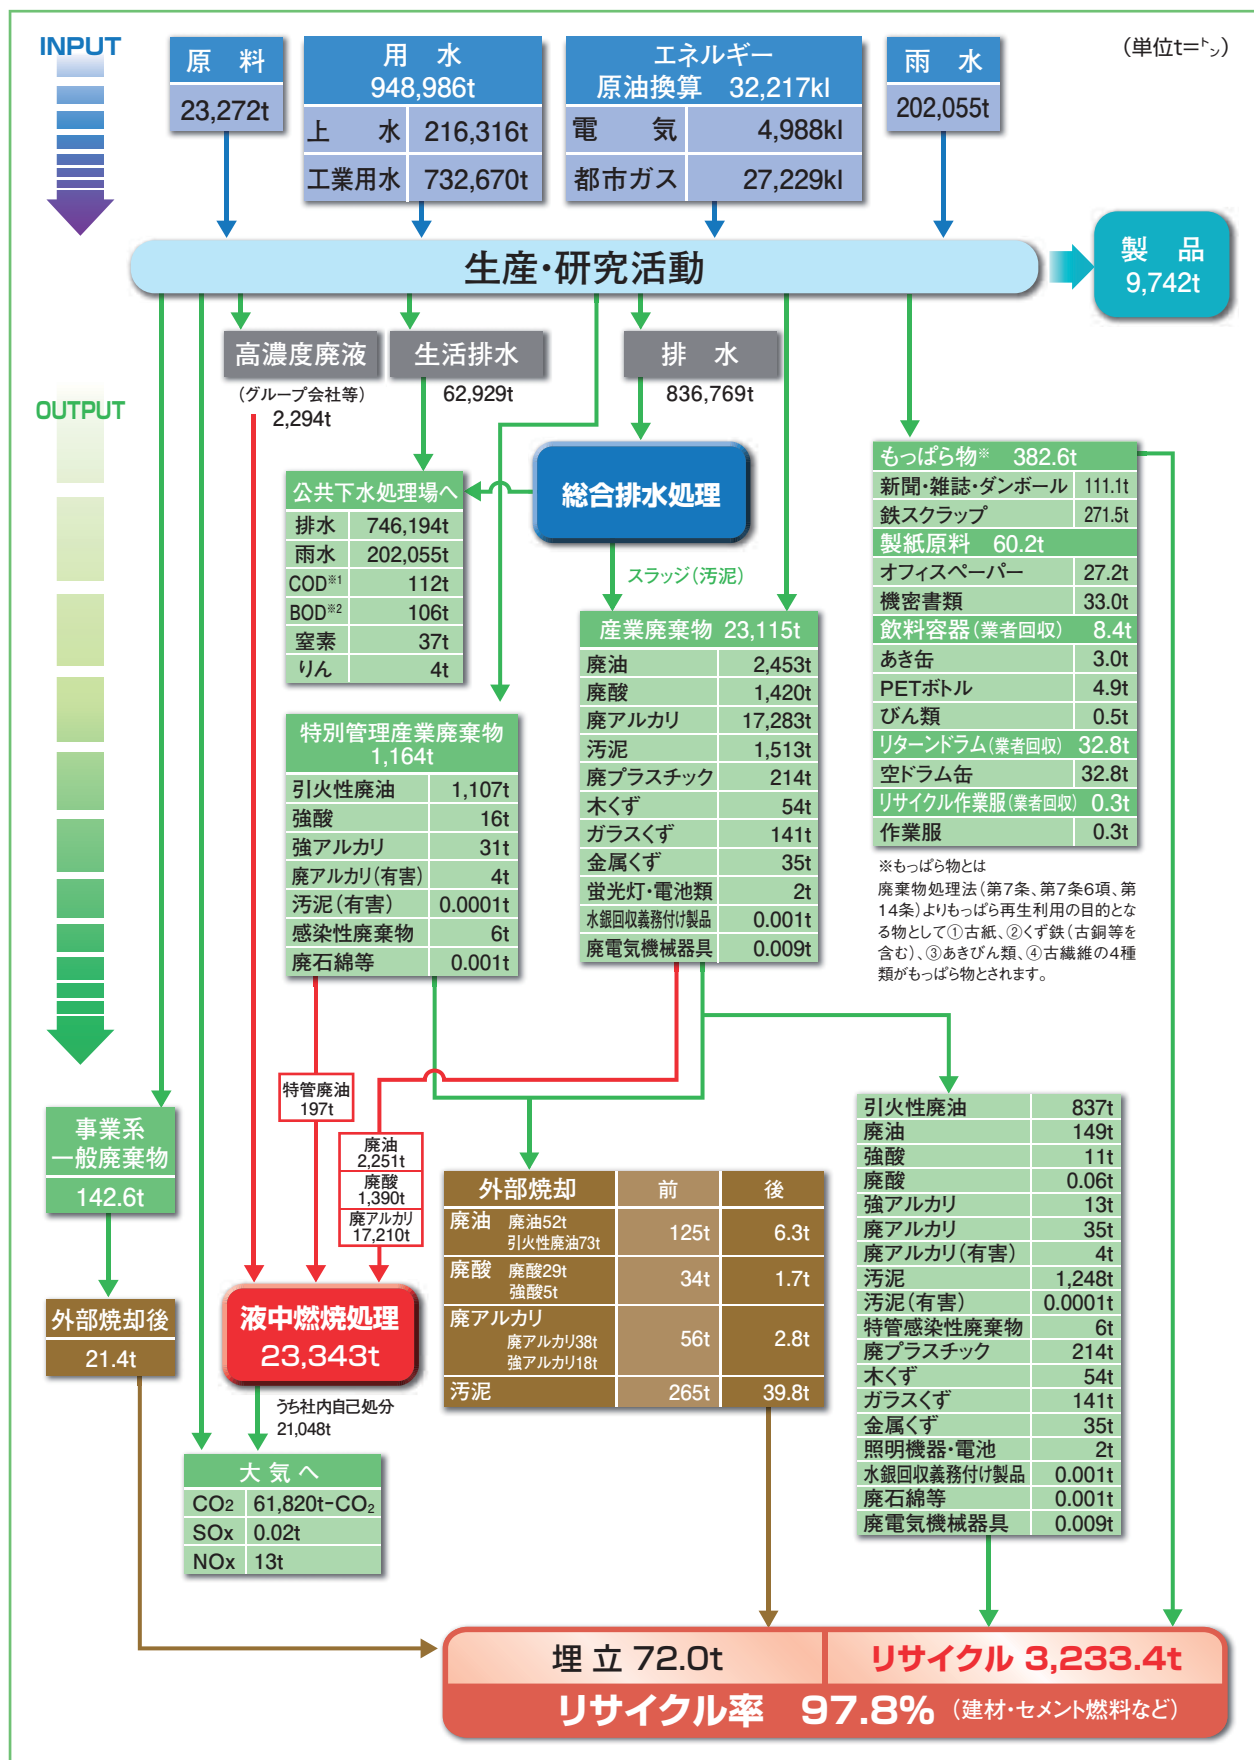 INPUT
(単位t=トン)
原 料
23,272t
用 水
948,986t
上 水 216,316t
工業用水 732,670t
エネルギー
原油換算 32,217kl
電 気 4,988kl
都市ガス 27,229kl
雨 水
202,055t
生産・研究活動
製 品
9,742t
OUTPUT
高濃度廃液
(グループ会社等)
2,294t
生活排水
62,929t
排 水
836,769t
総合排水処理
スラッジ(汚泥)
公共下水処理場へ
排水 746,194t
雨水 202,055t
COD※1 112t
BOD※2 106t
窒素 37t
りん 4t
特別管理産業廃棄物
1,164t
引火性廃油 1,107t
強酸 16t
強アルカリ 31t
廃アルカリ(有害) 4t
汚泥(有害) 0.0001t
感染性廃棄物 6t
廃石綿等 0.001t
産業廃棄物 23,115t
廃油 2,453t
廃酸 1,420t
廃アルカリ 17,283t
汚泥 1,513t
廃プラスチック 214t
木くず 54t
ガラスくず 141t
金属くず 35t
蛍光灯・電池類 2t
水銀回収義務付け製品 0.001t
廃電気機械器具 0.009t
もっぱら物※ 382.6t
新聞・雑誌・ダンボール 111.1t
鉄スクラップ 271.5t
製紙原料 60.2t
オフィスペーパー 27.2t
機密書類 33.0t
飲料容器(業者回収) 8.4t
あき缶 3.0t
PETボトル 4.9t
びん類 0.5t
リターンドラム(業者回収) 32.8t
空ドラム缶 32.8t
リサイクル作業服(業者回収) 0.3t
作業服 0.3t
※もっぱら物とは
廃棄物処理法(第7条、第7条6項、第
14条)よりもっぱら再生利用の目的とな
る物として①古紙、②くず鉄(古銅等を
含む)、③あきびん類、④古繊維の4種
類がもっぱら物とされます。
特管廃油
197t
廃油
2,251t
廃酸
1,390t
廃アルカリ
17,210t
事業系
一般廃棄物
142.6t
外部焼却後
21.4t
液中燃焼処理
23,343t
うち社内自己処分
21,048t
大気へ
CO2 61,820t-CO2
SOx 0.02t
NOx 13t
外部焼却 前 後
廃油 廃油52t
引火性廃油73t 125t 6.3t
廃酸 廃酸29t
強酸5t 34t 1.7t
廃アルカリ
廃アルカリ38t 56t 2.8t
強アルカリ18t
汚泥 265t 39.8t
引火性廃油 837t
廃油 149t
強酸 11t
廃酸 0.06t
強アルカリ 13t
廃アルカリ 35t
廃アルカリ(有害) 4t
汚泥 1,248t
汚泥(有害) 0.0001t
特管感染性廃棄物 6t
廃プラスチック 214t
木くず 54t
ガラスくず 141t
金属くず 35t
照明機器・電池 2t
水銀回収義務付け製品 0.001t
廃石綿等 0.001t
廃電気機械器具 0.009t
埋 立 72.0t
リサイクル 3,233.4t
リサイクル率 97.8% (建材・セメント燃料など)